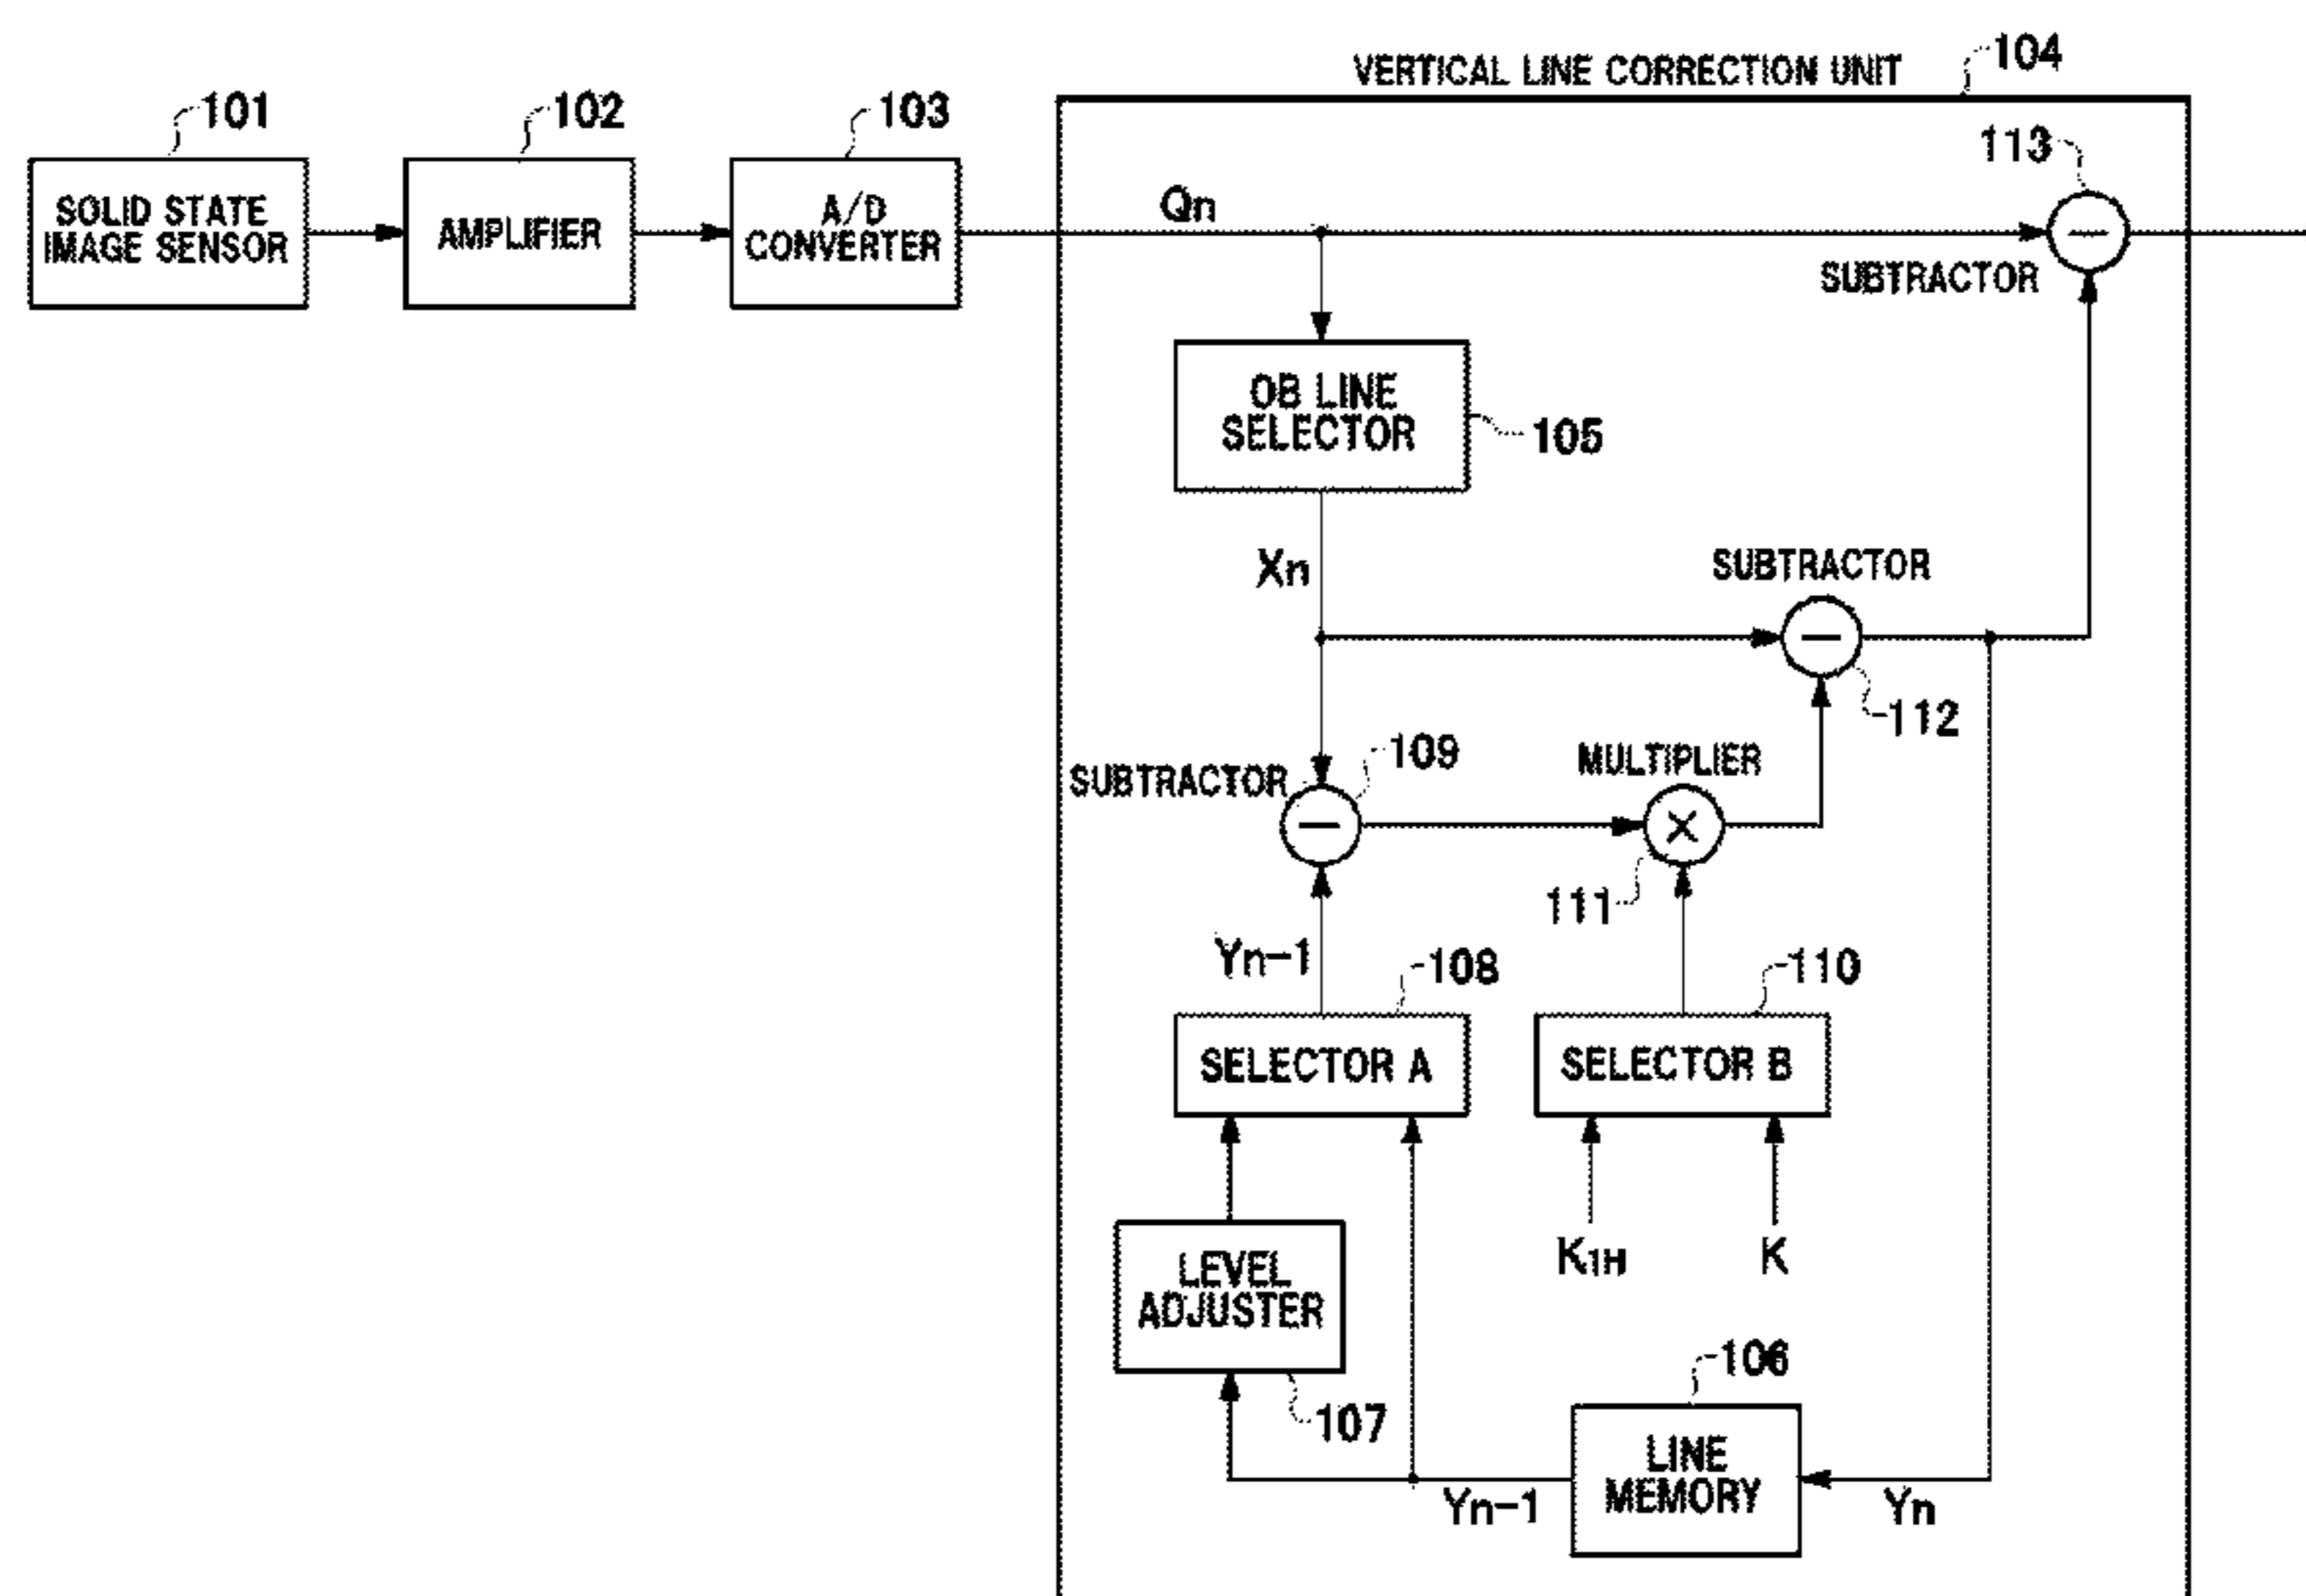 VERTICAL LINE CORRECTION UNIT
104
101
102
103
113
SOLID STATE
IMAGE SENSOR
AMPLIFIER
A/D
CONVERTER
Qn
SUBTRACTOR
OB LINE
SELECTOR
105
Xn
SUBTRACTOR
112
SUBTRACTOR
109
MULTIPLIER
111
Yn-1
108
110
SELECTOR A
SELECTOR B
K1H
K
LEVEL
ADJUSTER
107
106
LINE
MEMORY
Yn-1
Yn